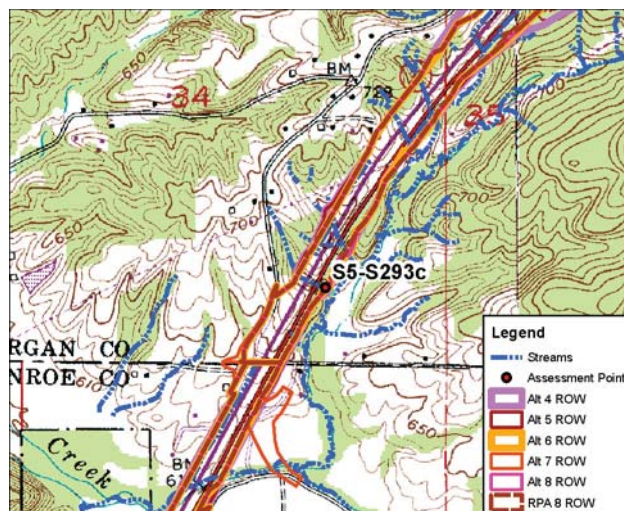 650
BM
729
34
35
700
700
650
S5-S293c
RGAN CO
NROE CO
610
650
Creek
BM
Legend
Streams
Assessment Point
Alt 4 ROW
Alt 5 ROW
Alt 6 ROW
Alt 7 ROW
Alt 8 ROW
RPA 8 ROW